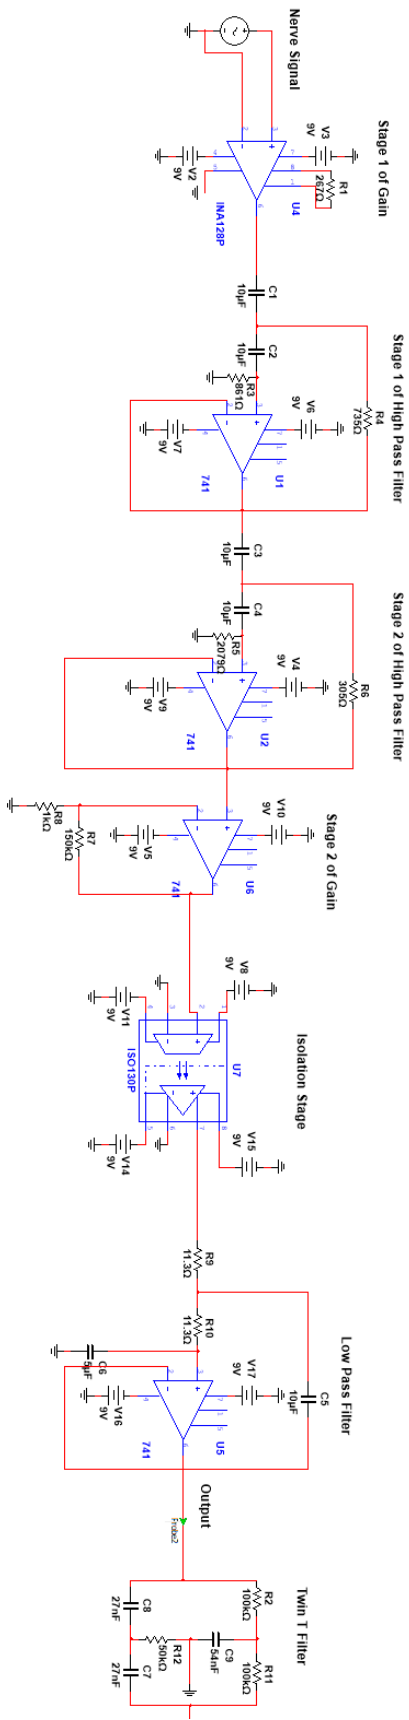 Nerve Signal
Stage 1 of Gain
V3
9V
R1
267Ω
U4
INA128P
V2
9V
C1
10µF
Stage 1 of High Pass Filter
C2
10µF
R3
861Ω
R4
735Ω
V6
9V
U1
741
V7
9V
C3
10µF
Stage 2 of High Pass Filter
C4
10µF
R5
2079Ω
R6
305Ω
V4
9V
U2
741
V9
9V
Stage 2 of Gain
V10
9V
U6
741
V5
9V
R8
1kΩ
R7
150kΩ
Isolation Stage
V8
9V
V11
9V
U7
ISO130P
V15
9V
V14
9V
Low Pass Filter
R9
11.3Ω
R10
11.3Ω
C5
10µF
C6
5µF
V17
9V
U5
741
V16
9V
Output
Probe2
Twin T Filter
R2
100kΩ
R11
100kΩ
C9
54nF
R12
50kΩ
C8
27nF
C7
27nF